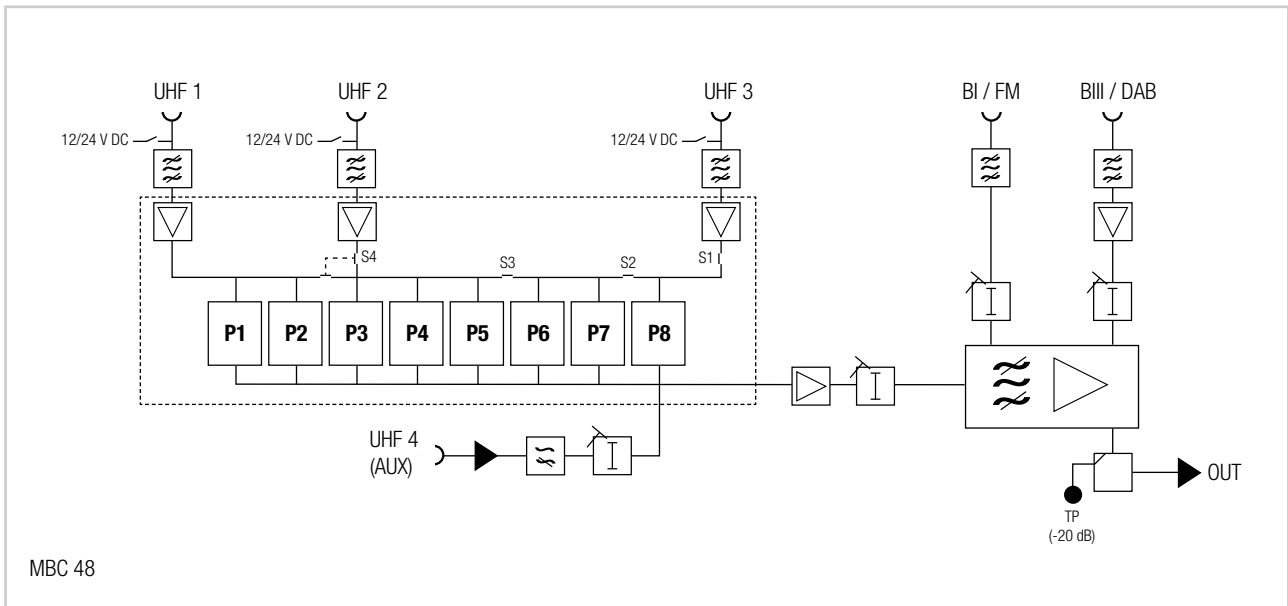 UHF 1
UHF 2
UHF 3
BI / FM
BIII / DAB
12/24 V DC
12/24 V DC
12/24 V DC
S4
S3
S2
S1
P1
P2
P3
P4
P5
P6
P7
P8
UHF 4
(AUX)
OUT
TP
(-20 dB)
MBC 48